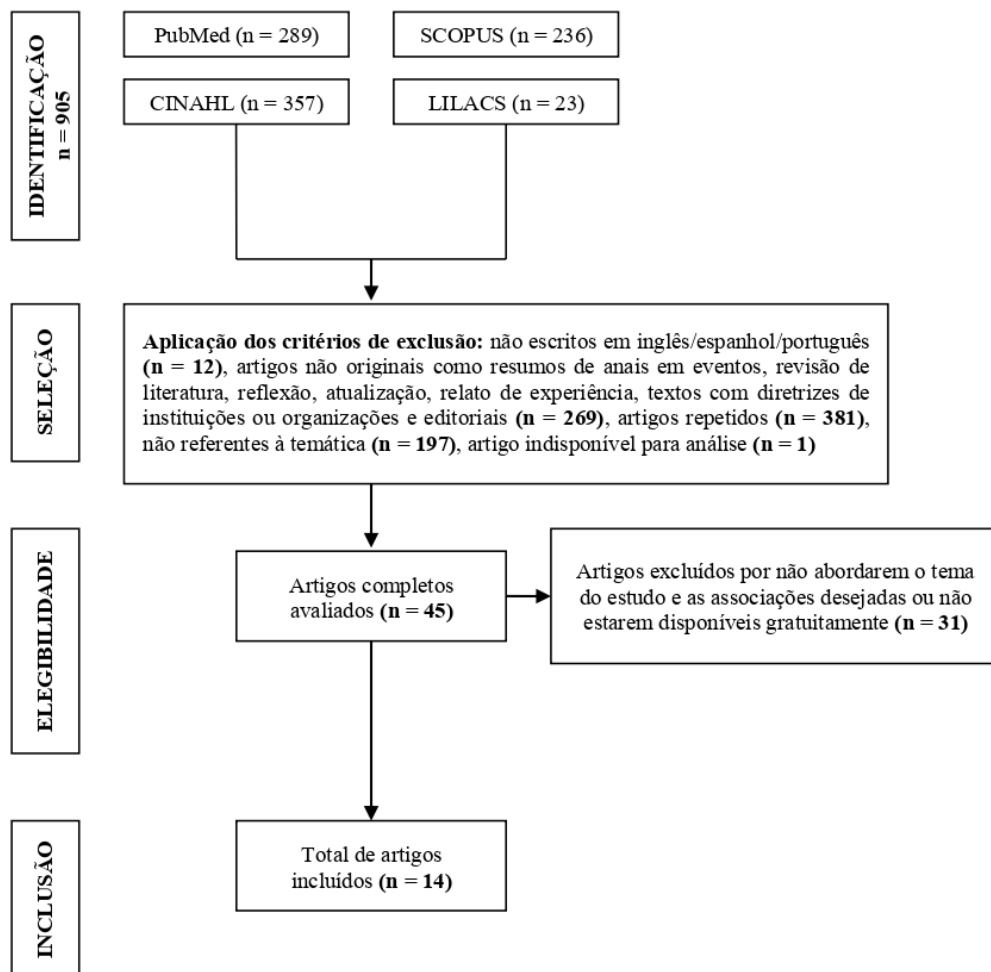 IDENTIFICAÇÃO
n = 905
PubMed (n = 289)
SCOPUS (n = 236)
CINAHL (n = 357)
LILACS (n = 23)
SELEÇÃO
Aplicação dos critérios de exclusão: não escritos em inglês/espanhol/português
(n = 12), artigos não originais como resumos de anais em eventos, revisão de
literatura, reflexão, atualização, relato de experiência, textos com diretrizes de
instituições ou organizações e editoriais (n = 269), artigos repetidos (n = 381),
não referentes à temática (n = 197), artigo indisponível para análise (n = 1)
ELEGIBILIDADE
Artigos completos
avaliados (n = 45)
Artigos excluídos por não abordarem o tema
do estudo e as associações desejadas ou não
estarem disponíveis gratuitamente (n = 31)
INCLUSÃO
Total de artigos
incluídos (n = 14)